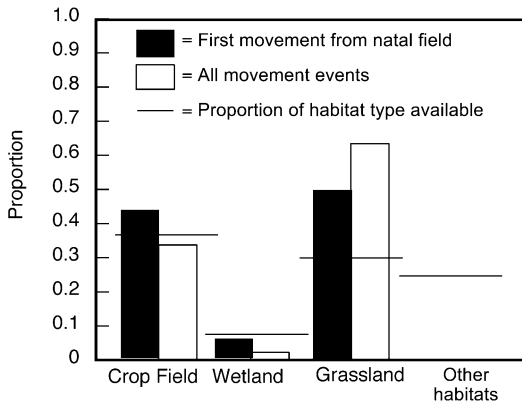 1.0
0.9
0.8
0.7
0.6
0.5
0.4
0.3
0.2
0.1
0
Proportion
= First movement from natal field
= All movement events
= Proportion of habitat type available
Crop Field
Wetland
Grassland
Other
habitats